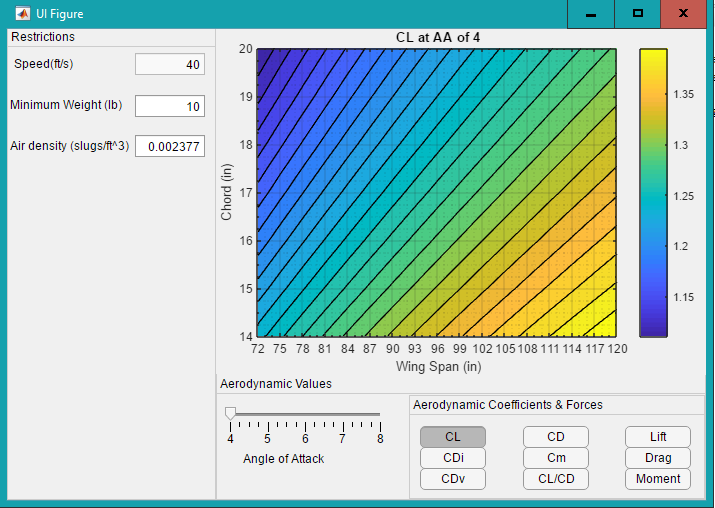 UI Figure
Restrictions
Speed(ft/s) 40
Minimum Weight (lb) 10
Air density (slugs/ft^3) 0.002377
CL at AA of 4
20
19
18
17
16
15
14
Chord (in)
72 75 78 81 84 87 90 93 96 99 102 105 108 111 114 117 120
Wing Span (in)
1.35
1.3
1.25
1.2
1.15
Aerodynamic Values
4 5 6 7 8
Angle of Attack
Aerodynamic Coefficients & Forces
CL CD Lift
CDi Cm Drag
CDv CL/CD Moment